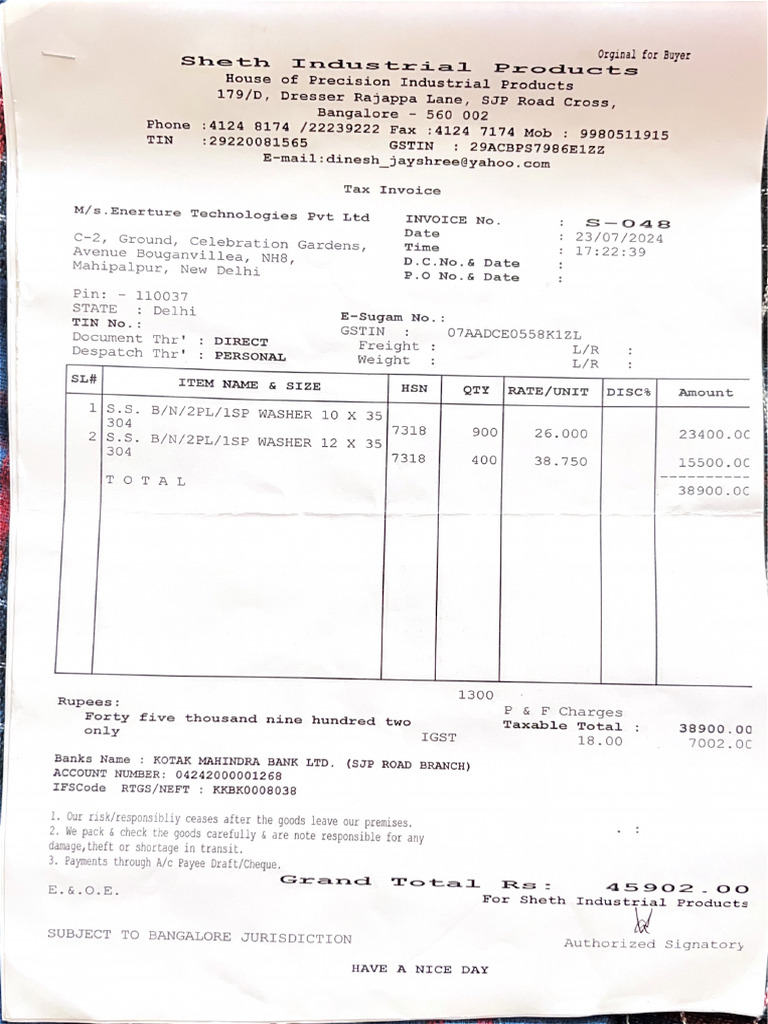 Orginal for Buyer
Sheth Industrial Products
House of Precision Industrial Products
179/D, Dresser Rajappa Lane, SJP Road Cross,
Bangalore - 560 002
Phone :4124 8174 /22239222 Fax :4124 7174 Mob : 9980511915
TIN :29220081565 GSTIN : 29ACBPS7986E1ZZ
E-mail:dinesh_jayshree@yahoo.com
Tax Invoice
M/s.Enerture Technologies Pvt Ltd INVOICE No. : S-048
Date : 23/07/2024
C-2, Ground, Celebration Gardens, Time : 17:22:39
Avenue Bouganvillea, NH8, D.C.No.& Date :
Mahipalpur, New Delhi P.O No.& Date :
Pin: - 110037
STATE : Delhi E-Sugam No.:
TIN No.: GSTIN : 07AADCE0558K1ZL
Document Thr' : DIRECT Freight : L/R :
Despatch Thr' : PERSONAL Weight : L/R :
SL# ITEM NAME & SIZE HSN QTY RATE/UNIT DISC% Amount
1 S.S. B/N/2PL/1SP WASHER 10 X 35
304 7318 900 26.000 23400.00
2 S.S. B/N/2PL/1SP WASHER 12 X 35
304 7318 400 38.750 15500.00
----------
T O T A L 38900.00
1300
Rupees: P & F Charges
Forty five thousand nine hundred two Taxable Total : 38900.00
only IGST 18.00 7002.00
Banks Name : KOTAK MAHINDRA BANK LTD. (SJP ROAD BRANCH)
ACCOUNT NUMBER: 04242000001268
IFSCode RTGS/NEFT : KKBK0008038
1. Our risk/responsibliy ceases after the goods leave our premises.
2. We pack & check the goods carefully & are note responsible for any . :
damage,theft or shortage in transit.
3. Payments through A/c Payee Draft/Cheque.
Grand Total Rs: 45902.00
E.&.O.E. For Sheth Industrial Products
SUBJECT TO BANGALORE JURISDICTION Authorized Signatory
HAVE A NICE DAY